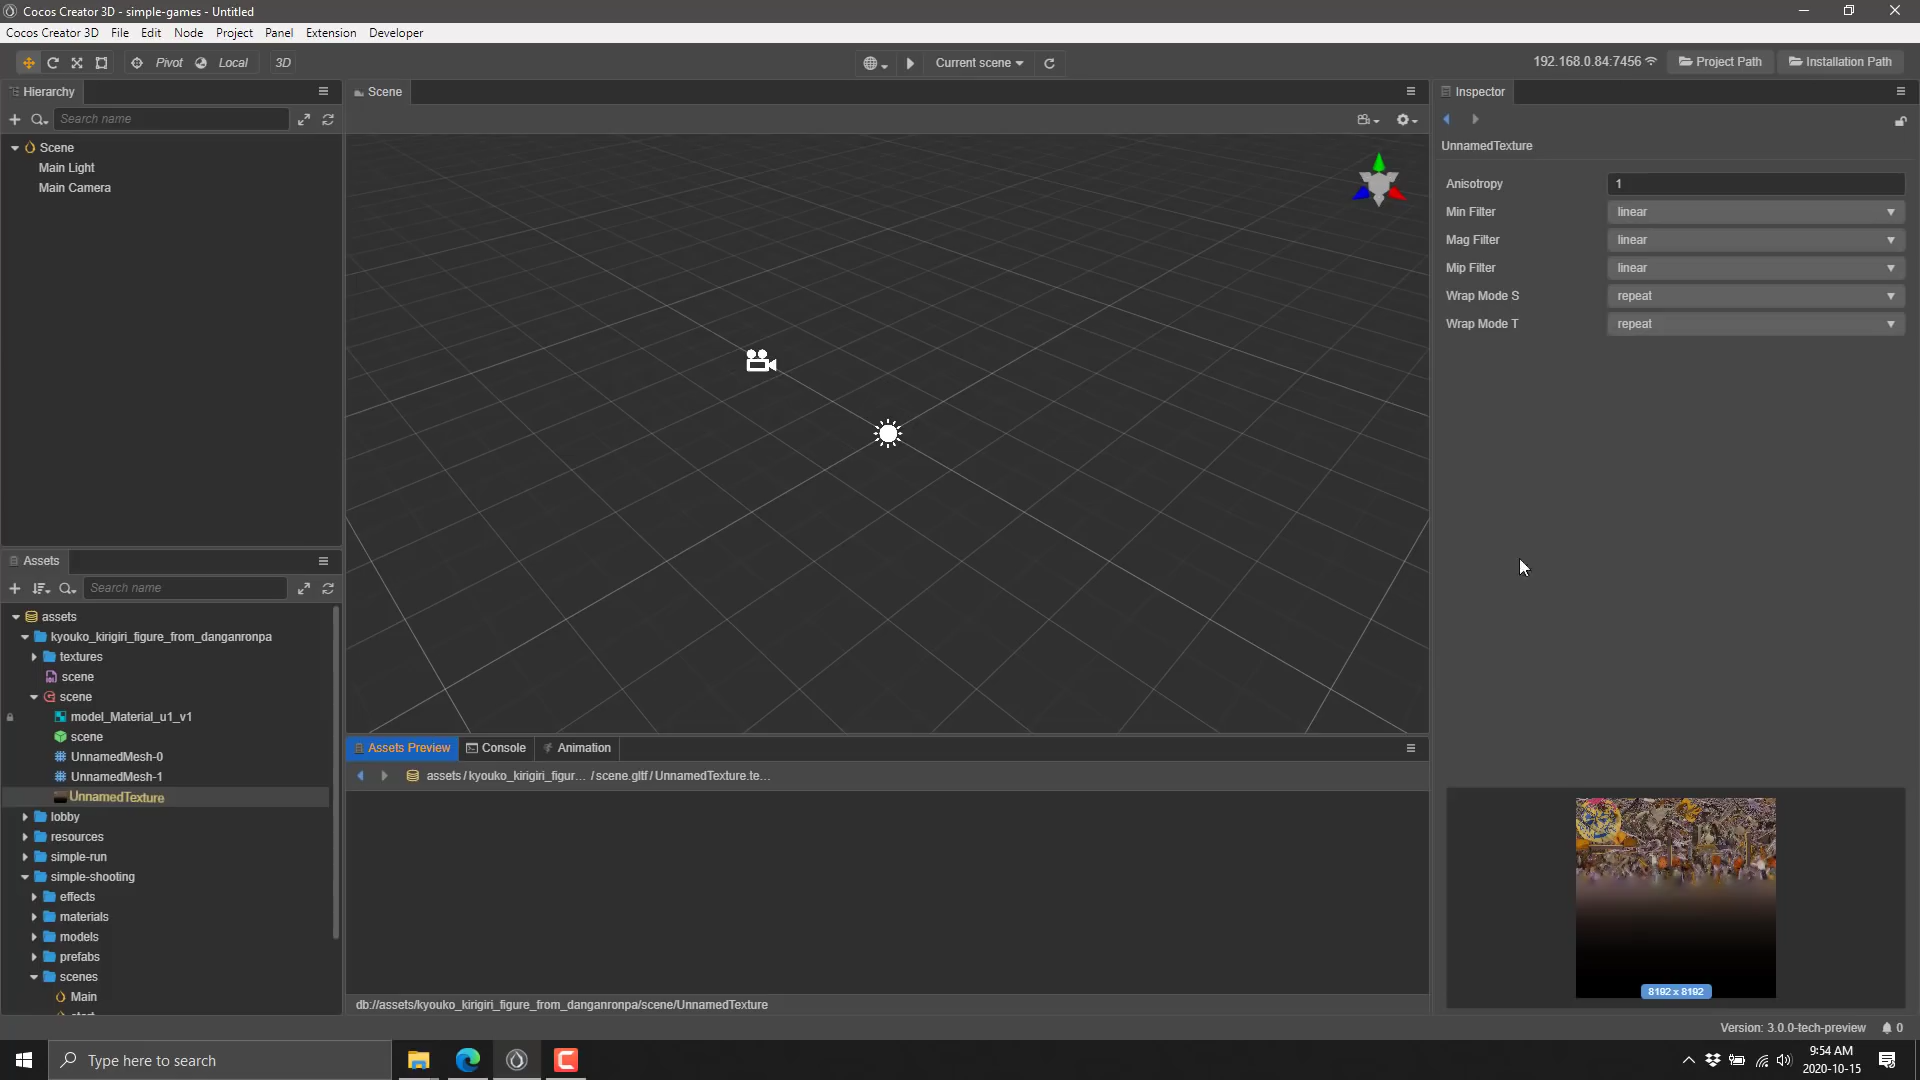 Cocos Creator 3D - simple-games - Untitled
Cocos Creator 3D File Edit Node Project Panel Extension Developer
Pivot Local 3D Current scene 192.168.0.84:7456 Project Path Installation Path
Hierarchy
Search name
Scene
Main Light
Main Camera
Scene
Inspector
UnnamedTexture
Anisotropy 1
Min Filter linear
Mag Filter linear
Mip Filter linear
Wrap Mode S repeat
Wrap Mode T repeat
8192 x 8192
Assets
Search name
assets
kyouko_kirigiri_figure_from_danganronpa
textures
scene
scene
model_Material_u1_v1
scene
UnnamedMesh-0
UnnamedMesh-1
UnnamedTexture
lobby
resources
simple-run
simple-shooting
effects
materials
models
prefabs
scenes
Main
Assets Preview Console Animation
assets / kyouko_kirigiri_figur... / scene.gltf / UnnamedTexture.te...
db://assets/kyouko_kirigiri_figure_from_danganronpa/scene/UnnamedTexture
Version: 3.0.0-tech-preview 0
Type here to search
9:54 AM
2020-10-15